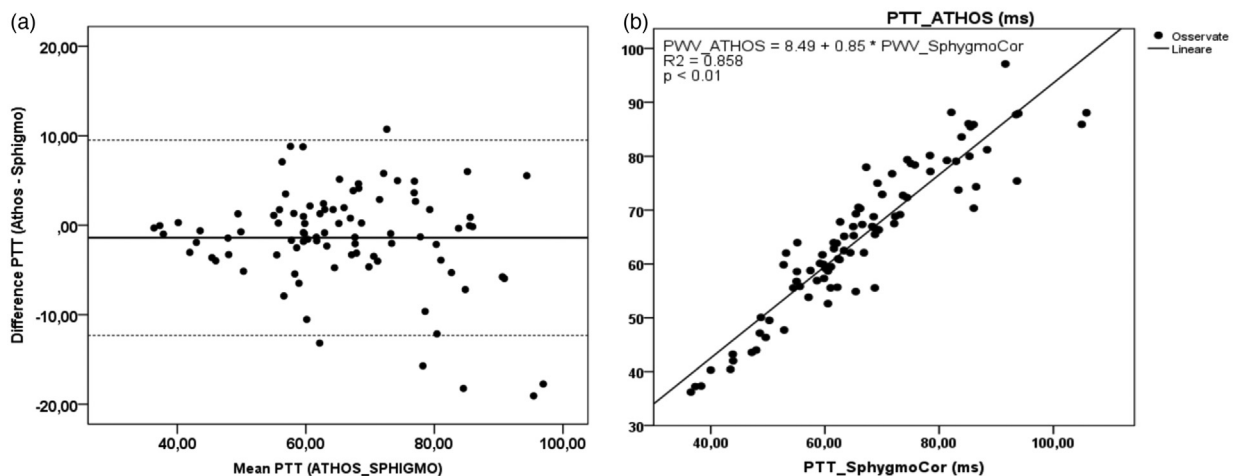 (a)
20,00
10,00
,00
-10,00
-20,00
Difference PTT (Athos - Sphigmo)
40,00 60,00 80,00 100,00
Mean PTT (ATHOS_SPHIGMO)
(b)
PTT_ATHOS (ms)
PWV_ATHOS = 8.49 + 0.85 * PWV_SphygmoCor
R2 = 0.858
p < 0.01
100
90
80
70
60
50
40
30
40,00 60,00 80,00 100,00
PTT_SphygmoCor (ms)
Osservate
Lineare